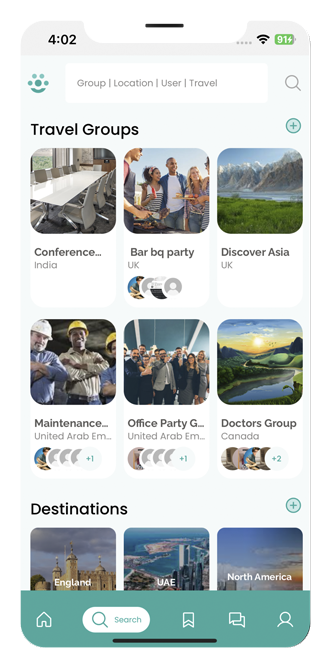 4:02
91
Group | Location | User | Travel
Travel Groups
Conference...
India
Bar bq party
UK
Discover Asia
UK
Maintenance...
United Arab Em...
+1
Office Party G...
United Arab Em...
+1
Doctors Group
Canada
+2
Destinations
England
UAE
North America
Search